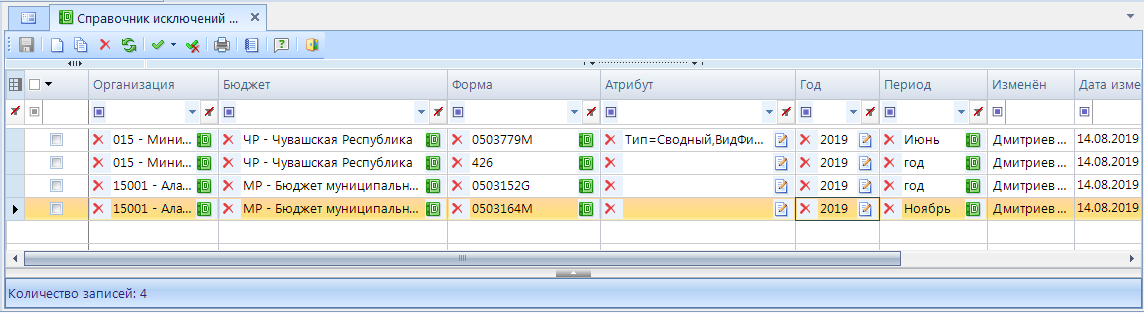 Справочник исключений ...
Организация Бюджет Форма Атрибут Год Период Изменён Дата изме
015 - Мини... ЧР - Чувашская Республика 0503779M Тип=Сводный,ВидФи... 2019 Июнь Дмитриев ... 14.08.2019
015 - Мини... ЧР - Чувашская Республика 426 2019 год Дмитриев ... 14.08.2019
15001 - Ала... МР - Бюджет муниципальн... 0503152G 2019 год Дмитриев ... 14.08.2019
15001 - Ала... МР - Бюджет муниципальн... 0503164M 2019 Ноябрь Дмитриев ... 14.08.2019
Количество записей: 4